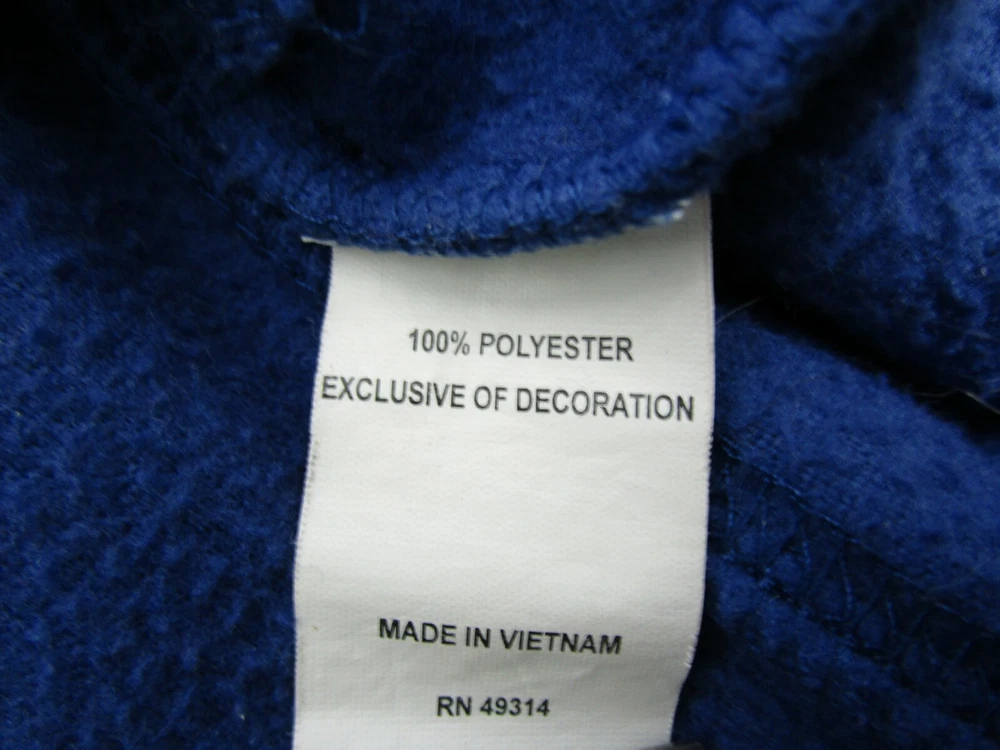 100% POLYESTER
EXCLUSIVE OF DECORATION
MADE IN VIETNAM
RN 49314